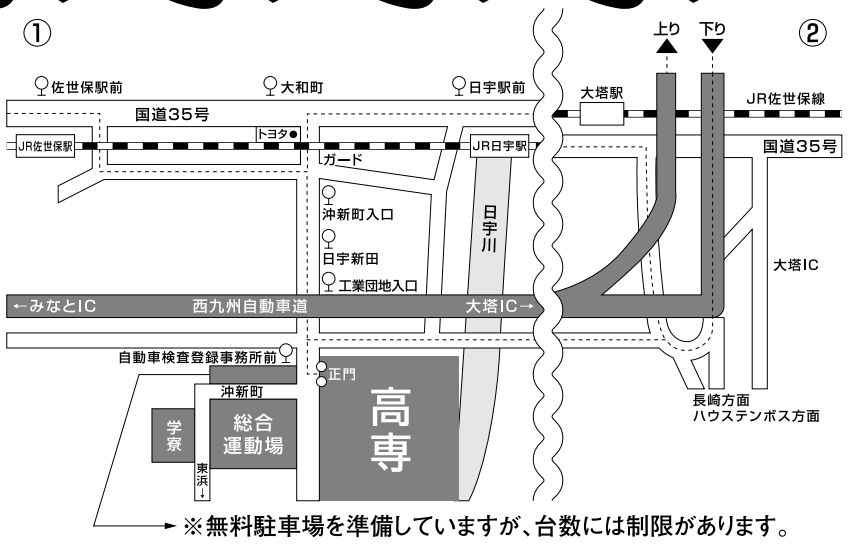 ①
上り
下り
②
佐世保駅前
大和町
日宇駅前
大塔駅
JR佐世保線
国道35号
トヨタ
JR佐世保駅
ガード
JR日宇駅
国道35号
沖新町入口
日宇川
日宇新田
大塔IC
工業団地入口
←みなとIC
西九州自動車道
大塔IC→
自動車検査登録事務所前
正門
沖新町
高専
長崎方面
ハウステンボス方面
学寮
総合
運動場
東浜→
※無料駐車場を準備していますが、台数には制限があります。